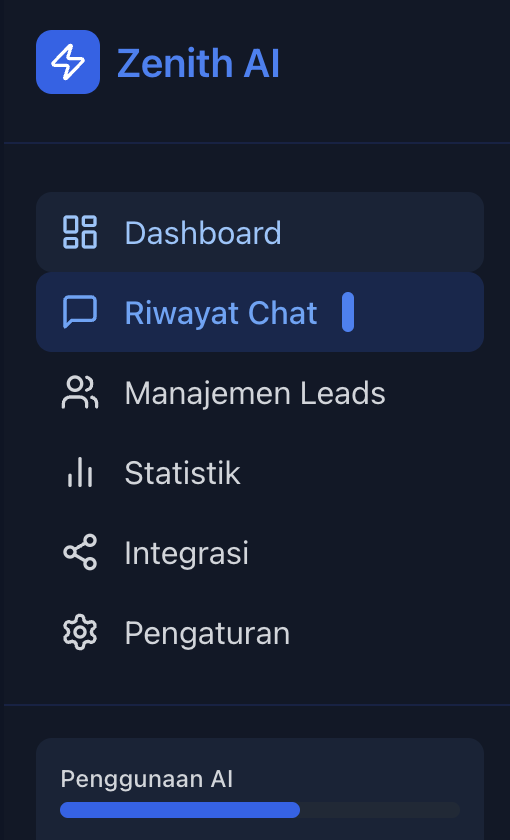 Zenith AI
Dashboard
Riwayat Chat
Manajemen Leads
Statistik
Integrasi
Pengaturan
Penggunaan AI